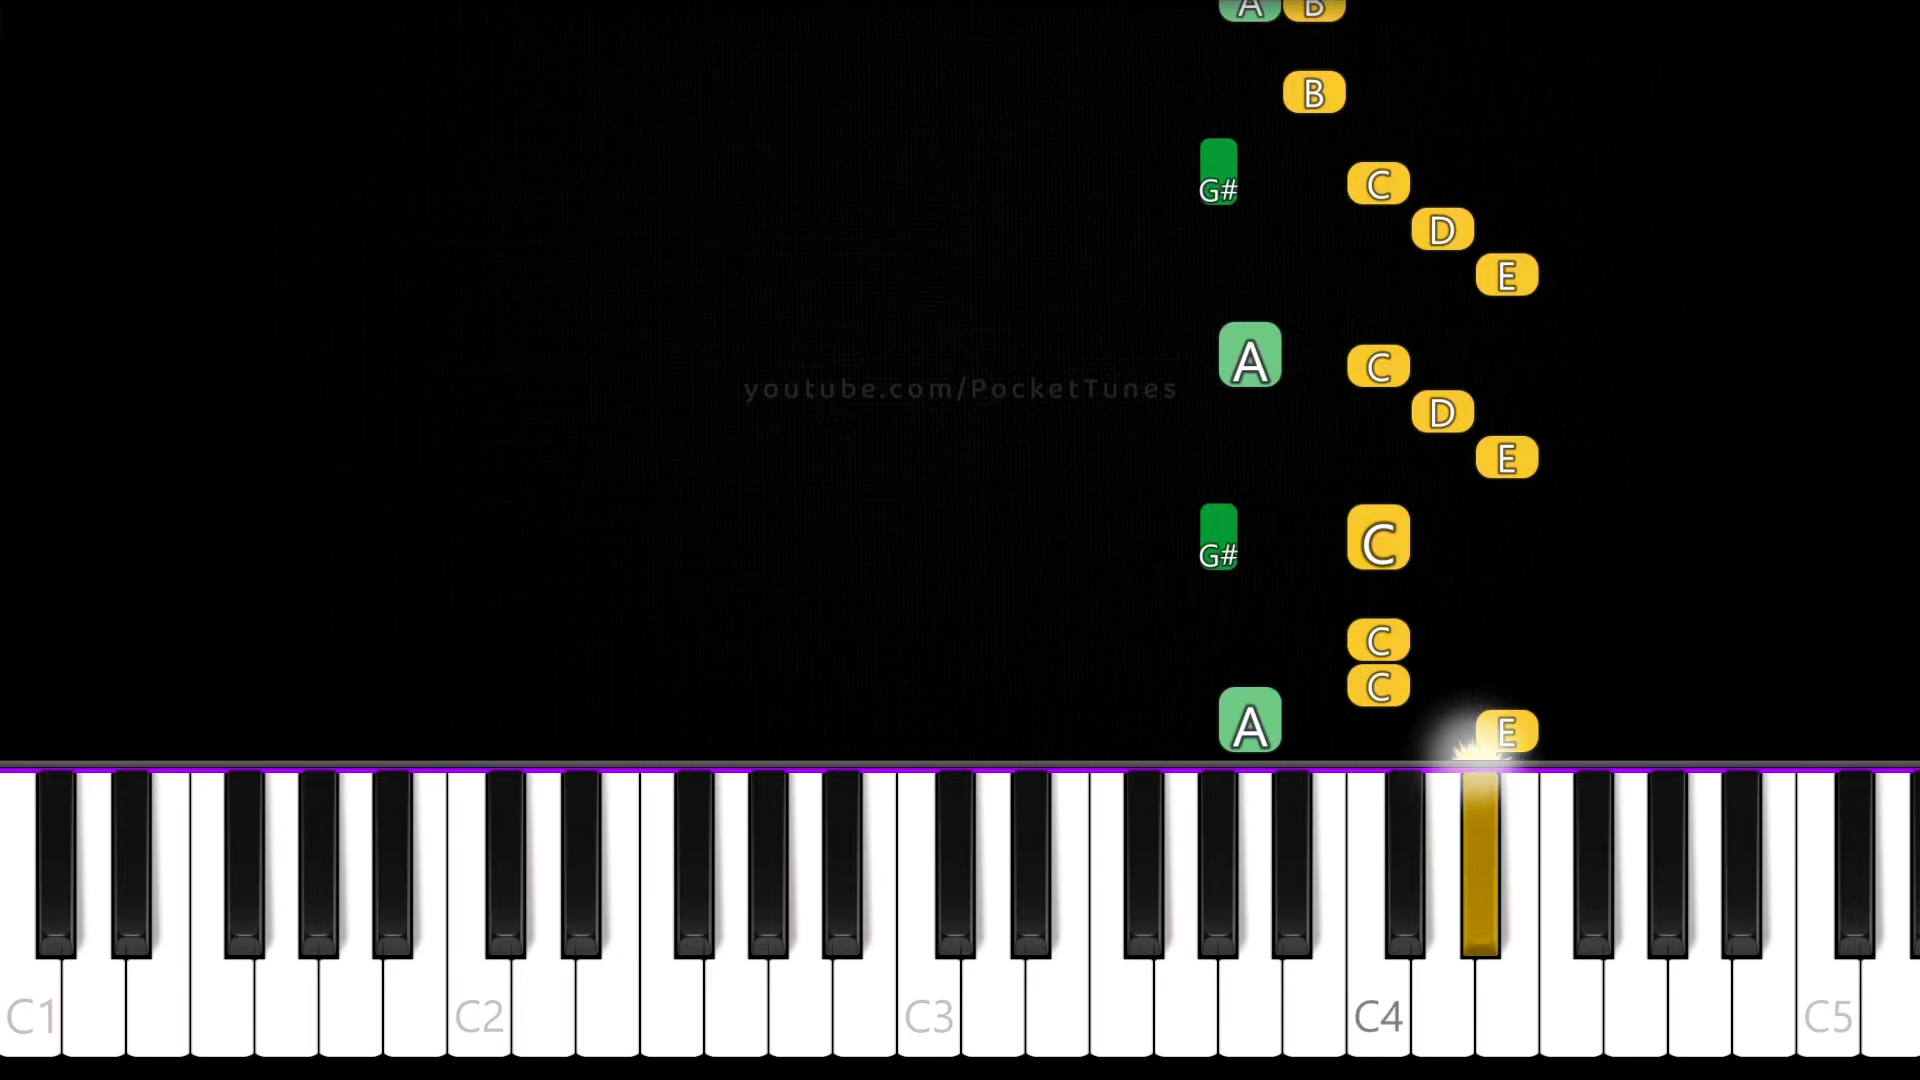 A B
B
G# C
D
E
A C
youtube.com/PocketTunes
D
E
G# C
C
C
A E
C1 C2 C3 C4 C5